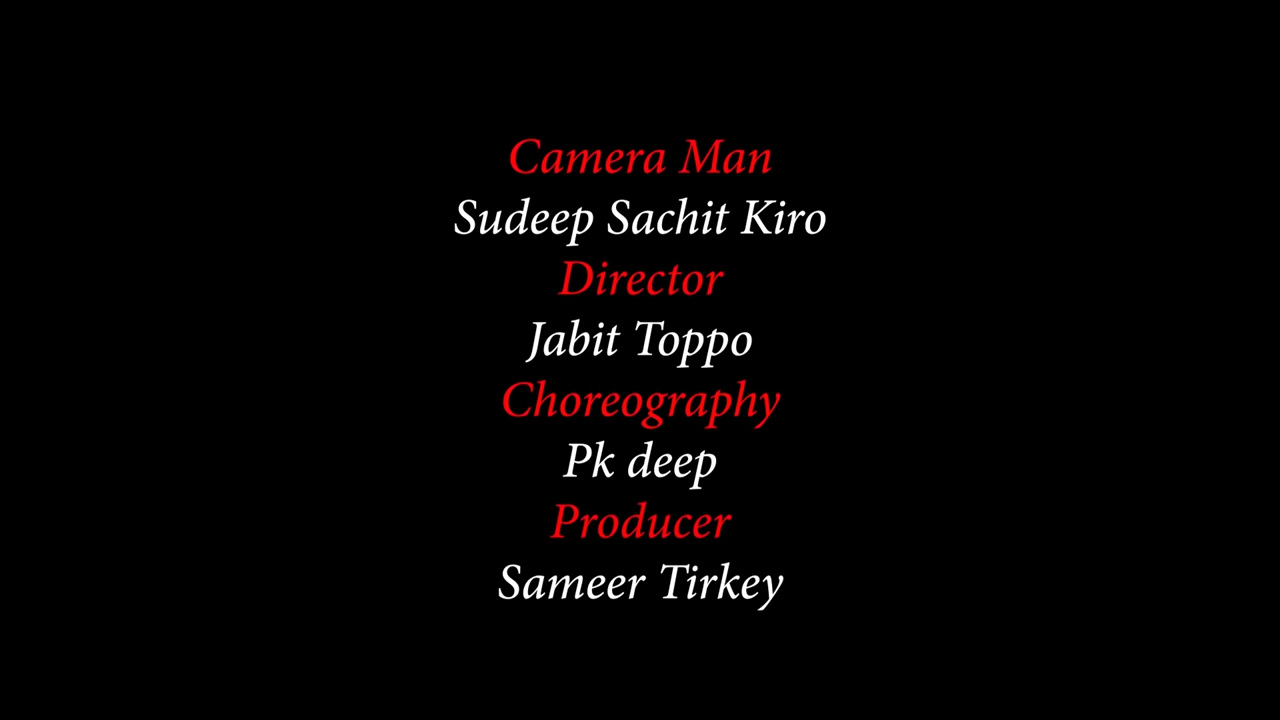 Camera Man
Sudeep Sachit Kiro
Director
Jabit Toppo
Choreography
Pk deep
Producer
Sameer Tirkey